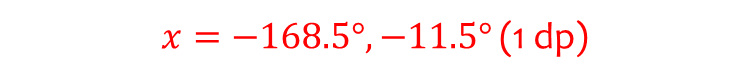 x = −168.5°, −11.5° (1 dp)